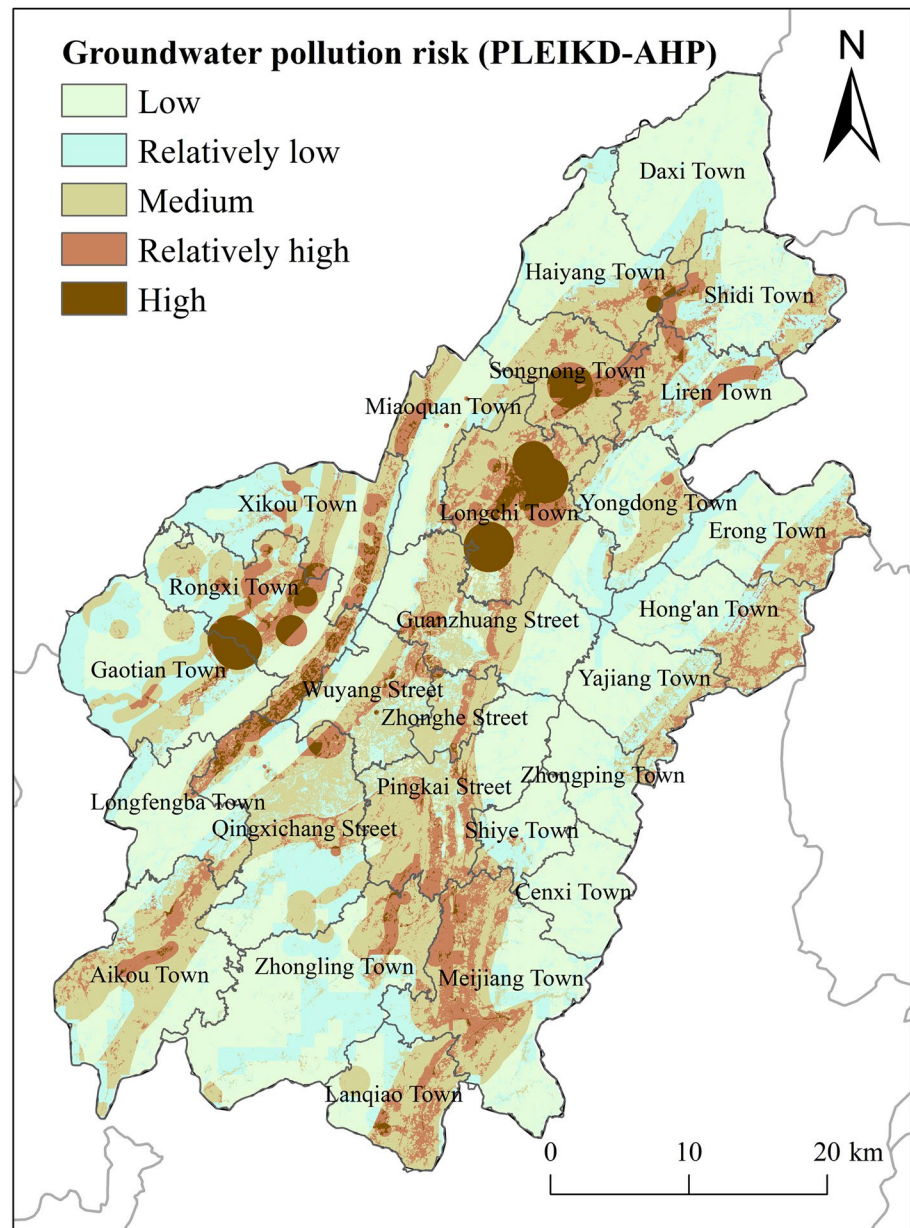 Groundwater pollution risk (PLEIKD-AHP)
Low
Relatively low
Medium
Relatively high
High
N
Daxi Town
Haiyang Town
Shidi Town
Songnong Town
Liren Town
Miaoquan Town
Xikou Town
Longchi Town
Yongdong Town
Erong Town
Rongxi Town
Hong'an Town
Guanzhuang Street
Gaotian Town
Yajiang Town
Wuyang Street
Zhonghe Street
Zhongping Town
Pingkai Street
Longfengba Town
Qingxichang Street
Shiye Town
Cenxi Town
Aikou Town
Zhongling Town
Meijiang Town
Lanqiao Town
0 10 20 km